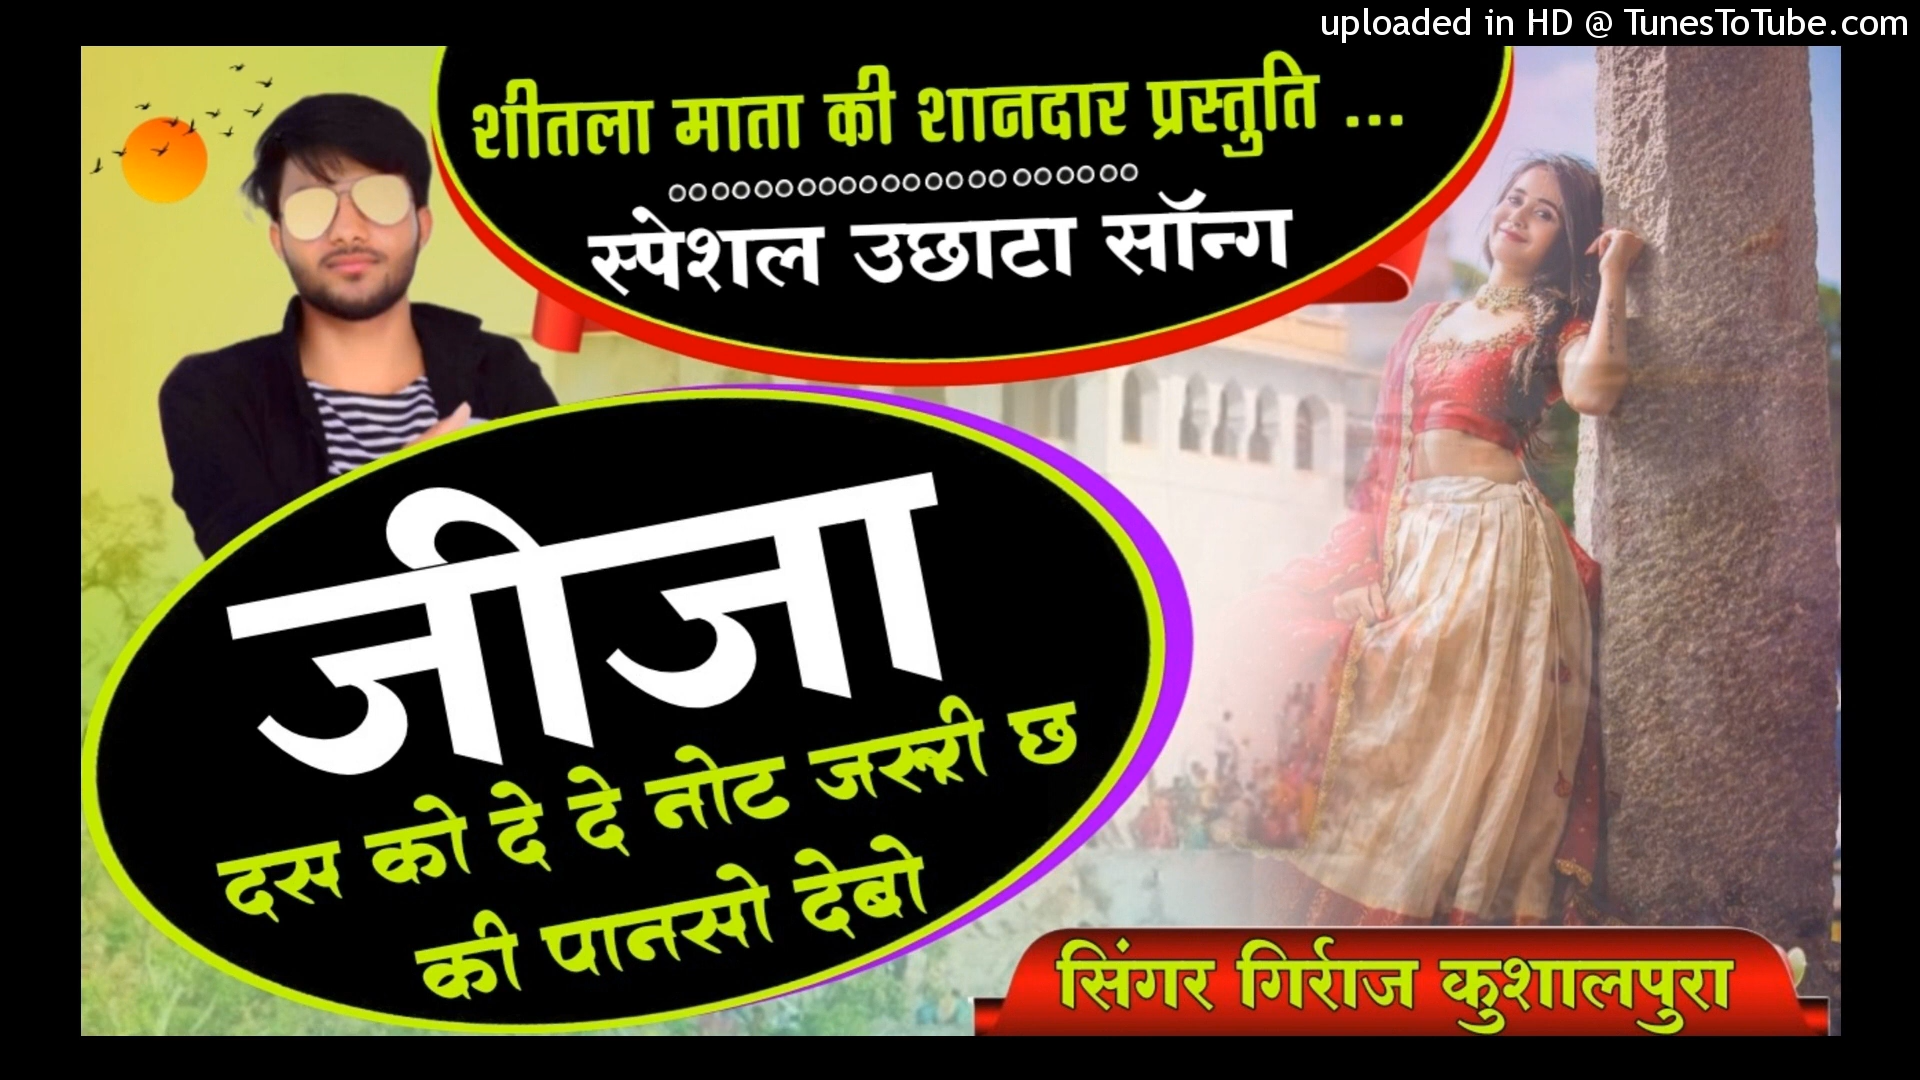 uploaded in HD @ TunesToTube.com
शीतला माता की शानदार प्रस्तुति ...
स्पेशल उछाटा सॉन्ग
जीजा
दस को दे दे नोट जरूरी छ
की पानसो देबो
सिंगर गिर्राज कुशालपुरा